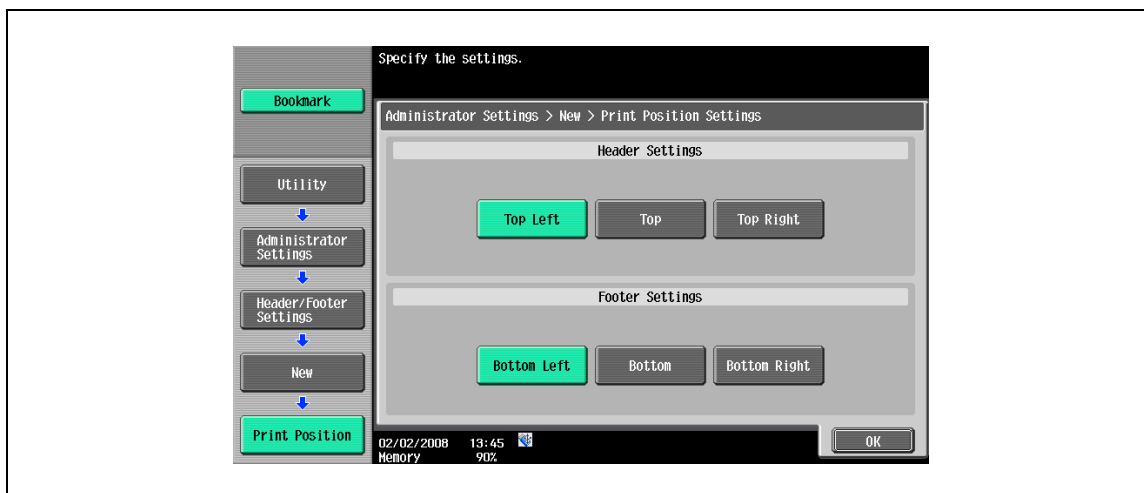 Specify the settings.
Bookmark
Administrator Settings > New > Print Position Settings
Header Settings
Utility
Top Left
Top
Top Right
Administrator
Settings
Header/Footer
Settings
Footer Settings
New
Bottom Left
Bottom
Bottom Right
Print Position
02/02/2008 13:45
Memory 90%
OK